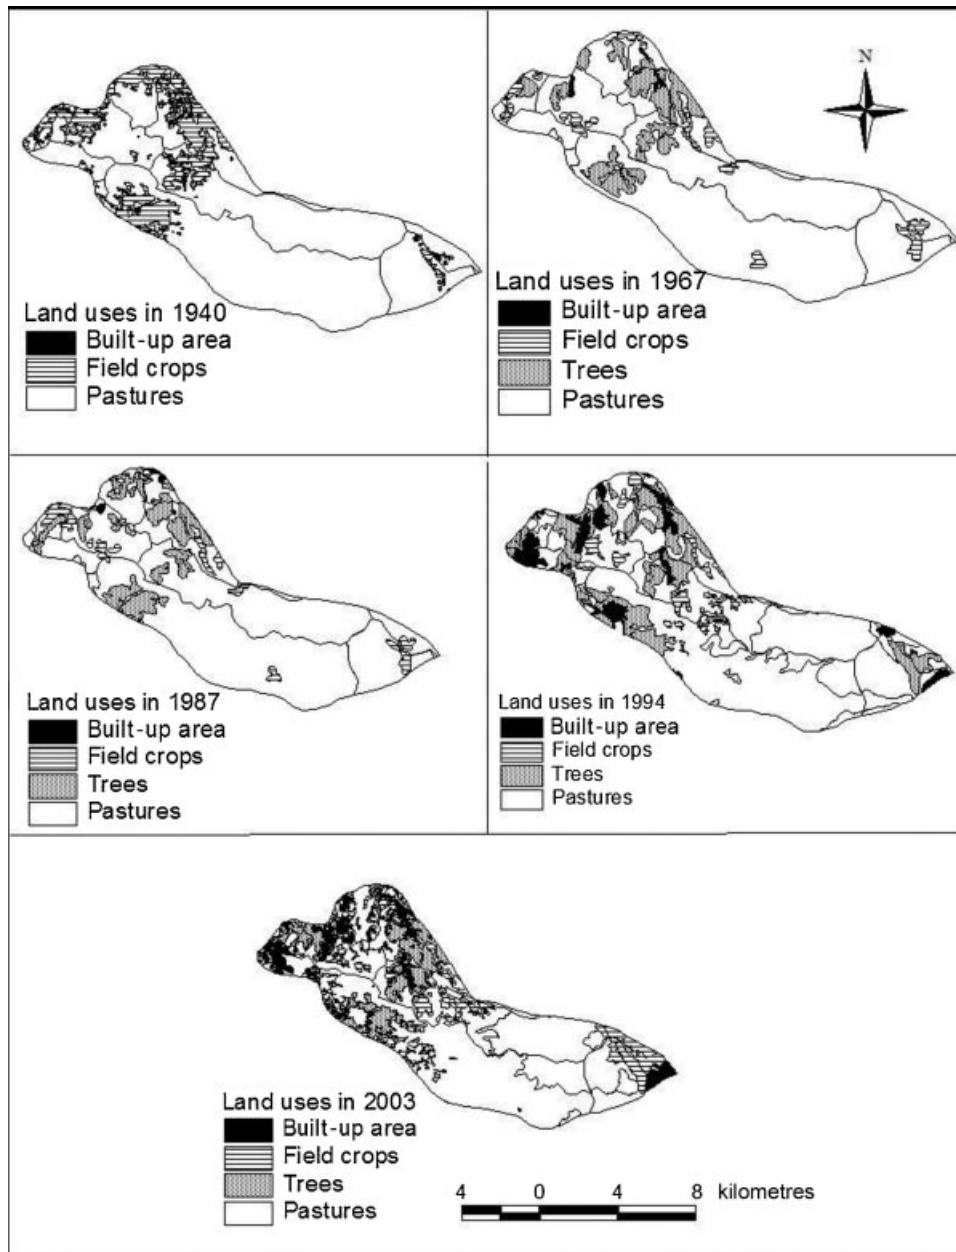 N
Land uses in 1940
Built-up area
Field crops
Pastures
Land uses in 1967
Built-up area
Field crops
Trees
Pastures
Land uses in 1987
Built-up area
Field crops
Trees
Pastures
Land uses in 1994
Built-up area
Field crops
Trees
Pastures
Land uses in 2003
Built-up area
Field crops
Trees
Pastures
4 0 4 8 kilometres